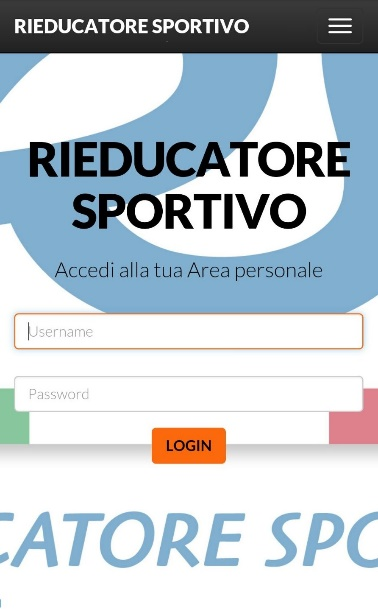 RIEDUCATORE SPORTIVO
RIEDUCATORE
SPORTIVO
Accedi alla tua Area personale
Username
Password
LOGIN
CATORE SPO